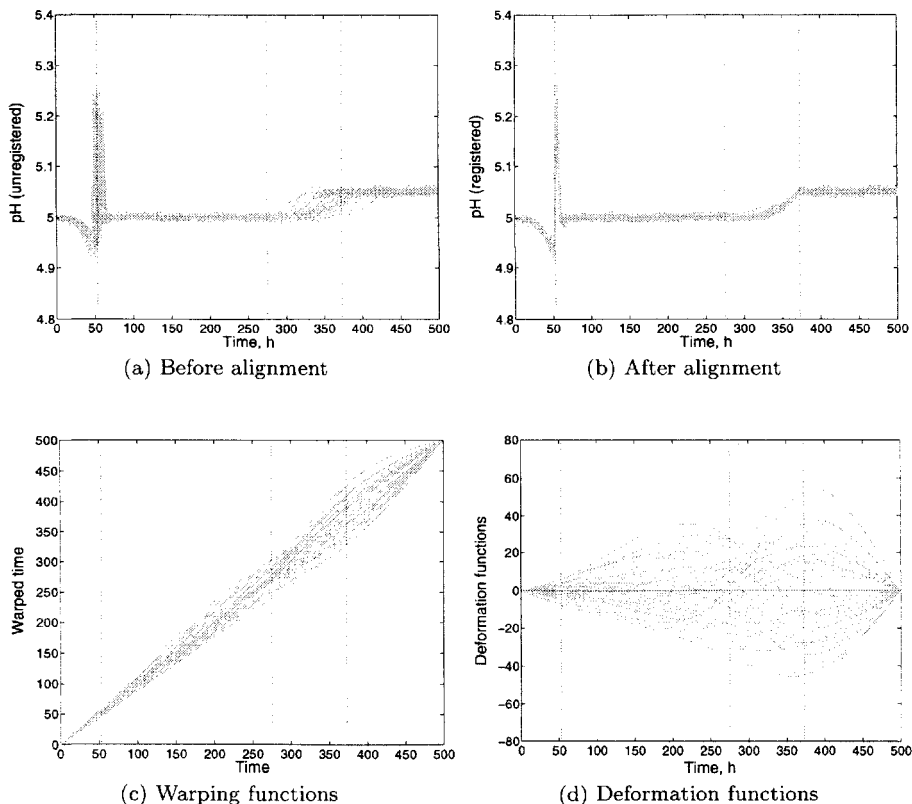 5.4
5.3
5.2
5.1
5
4.9
4.8
pH (unregistered)
0 50 100 150 200 250 300 350 400 450 500
Time, h
(a) Before alignment
5.4
5.3
5.2
5.1
5
4.9
4.8
pH (registered)
0 50 100 150 200 250 300 350 400 450 500
Time, h
(b) After alignment
500
450
400
350
300
250
200
150
100
50
0
Warped time
0 50 100 150 200 250 300 350 400 450 500
Time
(c) Warping functions
80
60
40
20
0
-20
-40
-60
-80
Deformation functions
0 50 100 150 200 250 300 350 400 450 500
Time, h
(d) Deformation functions